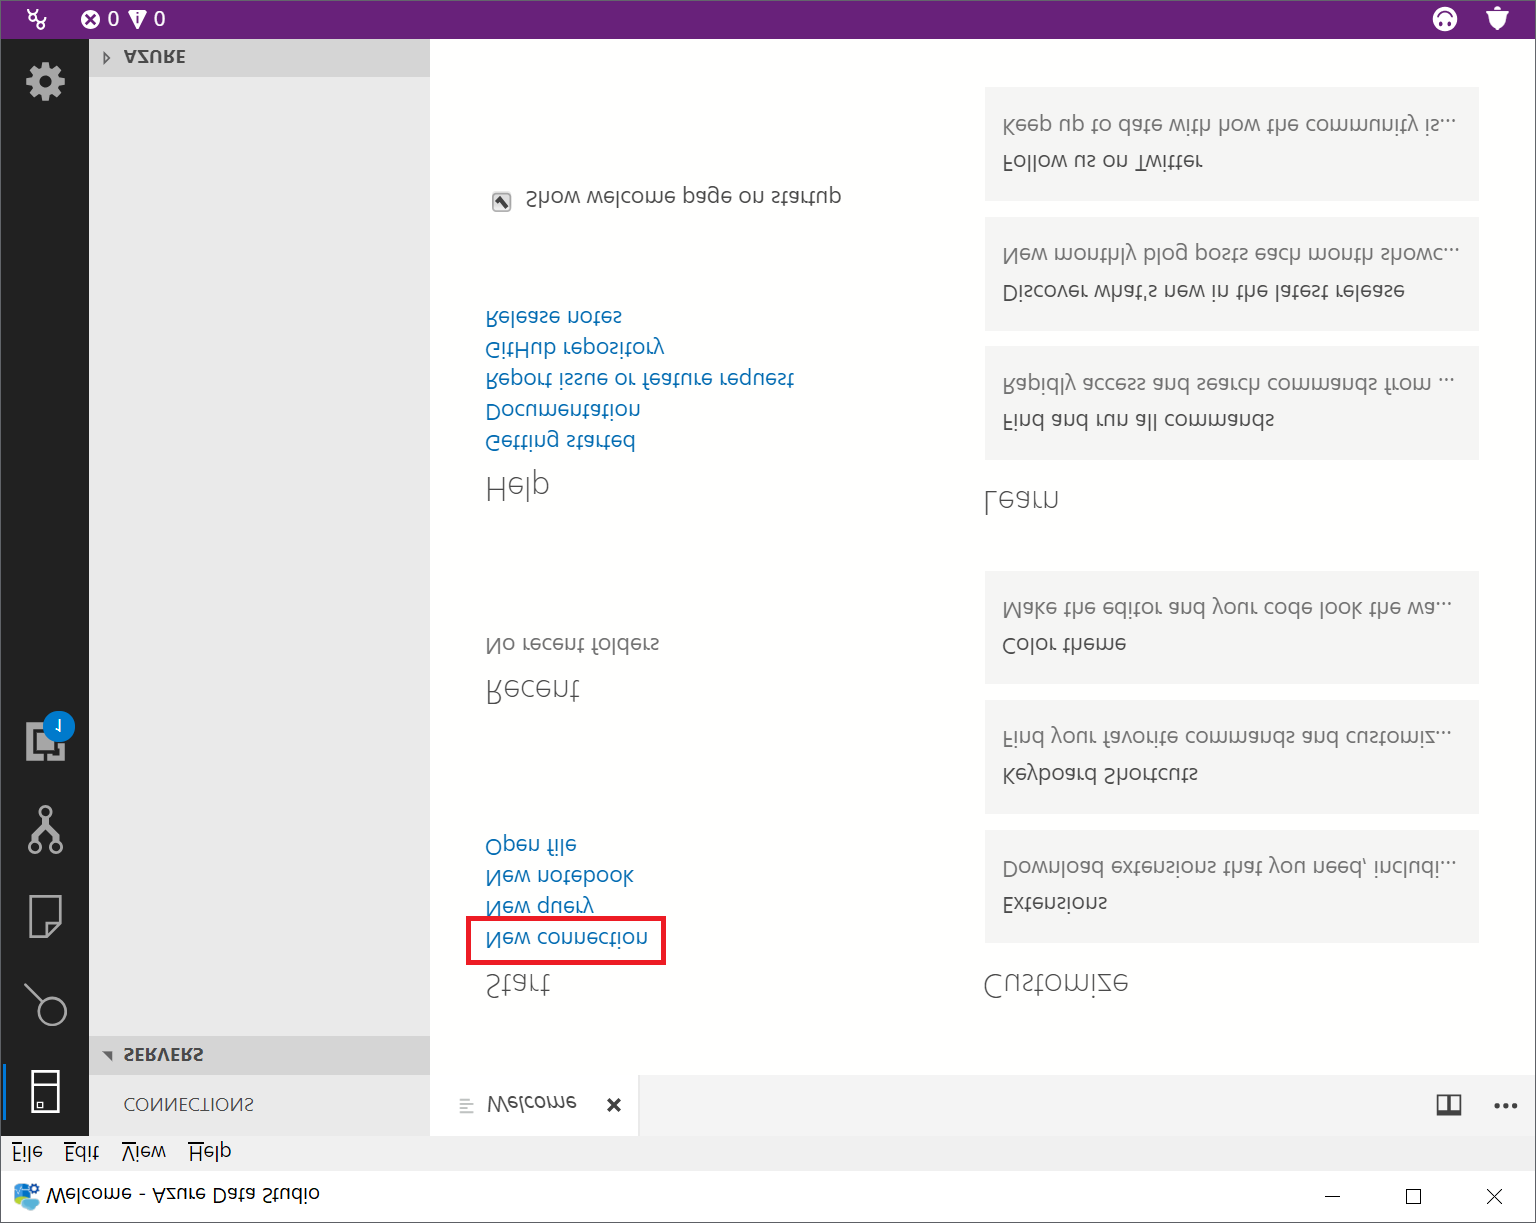 Welcome - Azure Data Studio
File Edit View Help
CONNECTIONS
SERVERS
AZURE
1
Welcome
Start
New connection
New query
New notebook
Open file
Recent
No recent folders
Help
Getting started
Documentation
Report issue or feature request
GitHub repository
Release notes
Show welcome page on startup
Customize
Extensions
Download extensions that you need, includi...
Keyboard Shortcuts
Find your favorite commands and customiz...
Color theme
Make the editor and your code look the wa...
Learn
Find and run all commands
Rapidly access and search commands from ...
Discover what's new in the latest release
New monthly blog posts each month showc...
Follow us on Twitter
Keep up to date with how the community is...
0 0